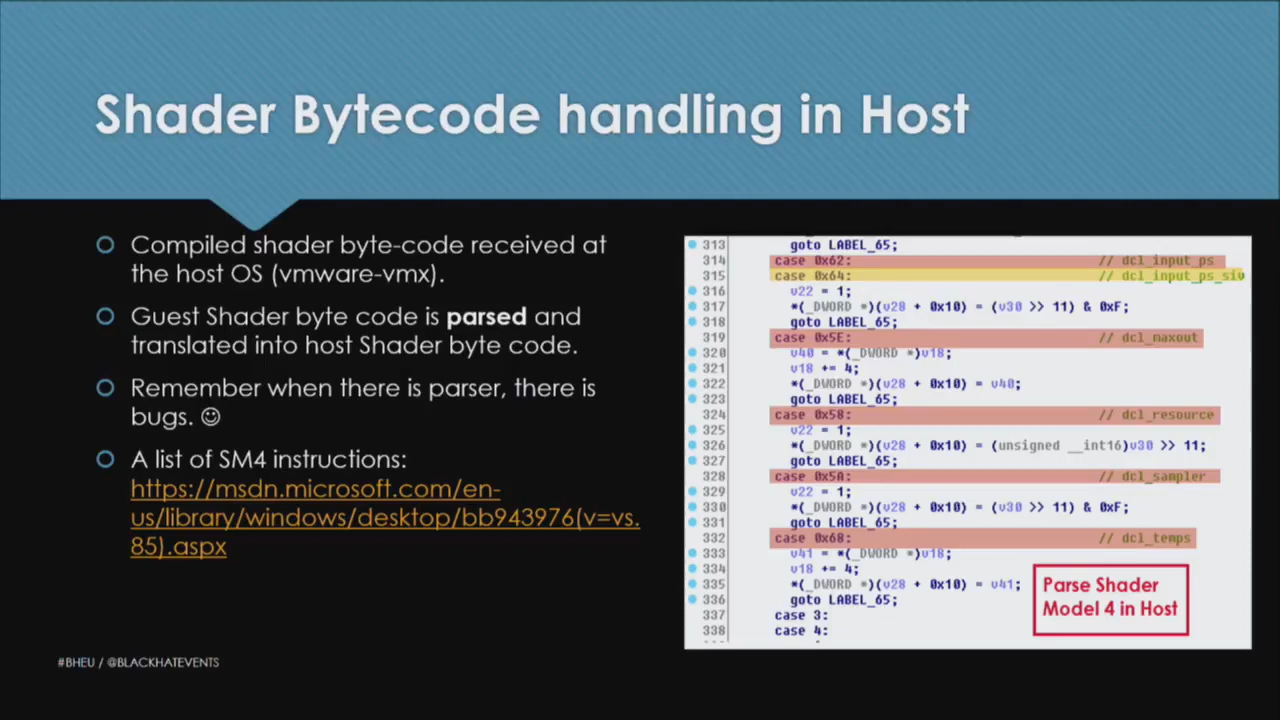 Shader Bytecode handling in Host
Compiled shader byte-code received at
the host OS (vmware-vmx).
Guest Shader byte code is parsed and
translated into host Shader byte code.
Remember when there is parser, there is
bugs. ☺
A list of SM4 instructions:
https://msdn.microsoft.com/en-
us/library/windows/desktop/bb943976(v=vs.
85).aspx
313 goto LABEL_65;
314 case 0x62: // dcl_input_ps
315 case 0x64: // dcl_input_ps_siv
316 v22 = 1;
317 *(_DWORD *)(v28 + 0x10) = (v30 >> 11) & 0xF;
318 goto LABEL_65;
319 case 0x5E: // dcl_maxout
320 v40 = *(_DWORD *)v18;
321 v18 += 4;
322 *(_DWORD *)(v28 + 0x10) = v40;
323 goto LABEL_65;
324 case 0x58: // dcl_resource
325 v22 = 1;
326 *(_DWORD *)(v28 + 0x10) = (unsigned __int16)v30 >> 11;
327 goto LABEL_65;
328 case 0x5A: // dcl_sampler
329 v22 = 1;
330 *(_DWORD *)(v28 + 0x10) = (v30 >> 11) & 0xF;
331 goto LABEL_65;
332 case 0x68: // dcl_temps
333 v41 = *(_DWORD *)v18;
334 v18 += 4;
335 *(_DWORD *)(v28 + 0x10) = v41;
336 goto LABEL_65;
337 case 3:
338 case 4:
Parse Shader
Model 4 in Host
#BHEU / @BLACKHATEVENTS